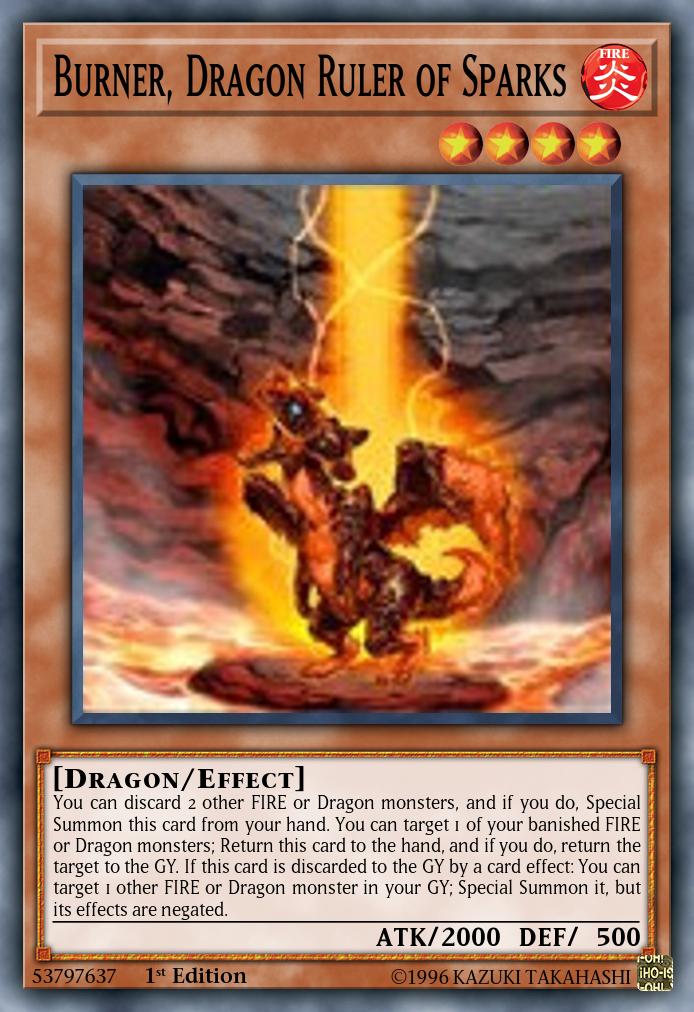 BURNER, DRAGON RULER OF SPARKS
FIRE
炎
[DRAGON/EFFECT]
You can discard 2 other FIRE or Dragon monsters, and if you do, Special
Summon this card from your hand. You can target 1 of your banished FIRE
or Dragon monsters; Return this card to the hand, and if you do, return the
target to the GY. If this card is discarded to the GY by a card effect: You can
target 1 other FIRE or Dragon monster in your GY; Special Summon it, but
its effects are negated.
ATK/2000 DEF/ 500
53797637 1st Edition ©1996 KAZUKI TAKAHASHI